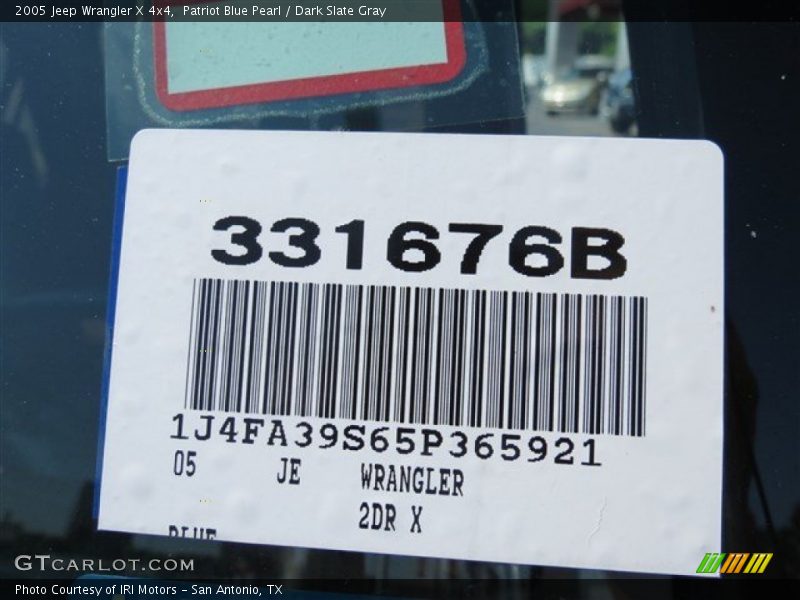 2005 Jeep Wrangler X 4x4,  Patriot Blue Pearl / Dark Slate Gray
331676B
1J4FA39S65P365921
05 JE WRANGLER
2DR X
BLUE
GTCARLOT.COM
Photo Courtesy of IRI Motors – San Antonio, TX